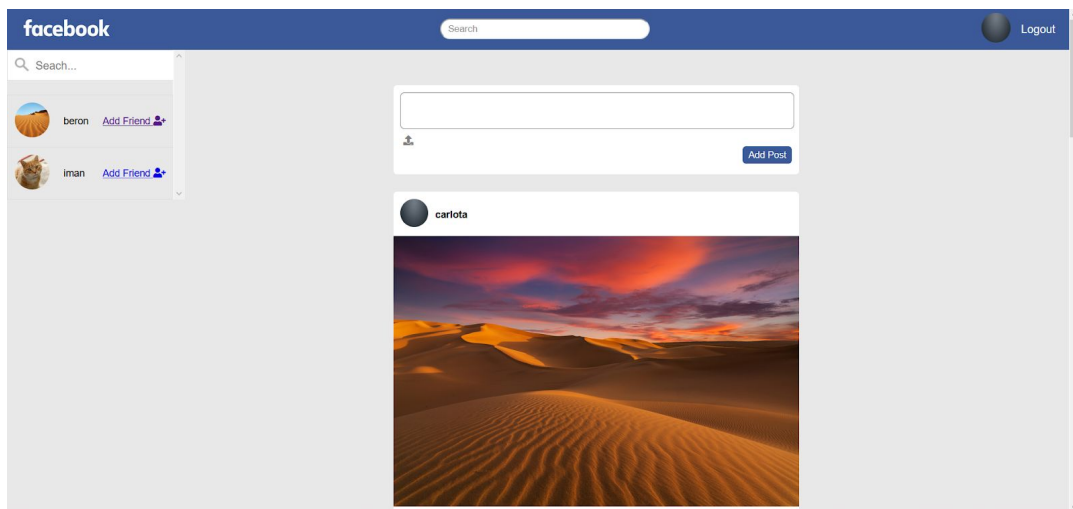 facebook
Search
Logout
Seach...
beron Add Friend
iman Add Friend
Add Post
carlota